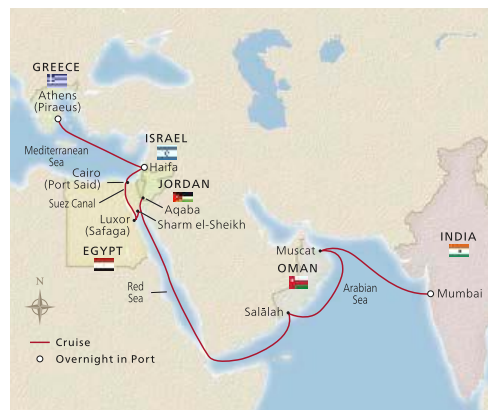 GREECE
Athens
(Piraeus)
Mediterranean
Sea
ISRAEL
Haifa
Cairo
(Port Said)
Suez Canal
JORDAN
Aqaba
Sharm el-Sheikh
Luxor
(Safaga)
EGYPT
Red
Sea
Muscat
OMAN
Salālah
Arabian
Sea
INDIA
Mumbai
N
Cruise
Overnight in Port